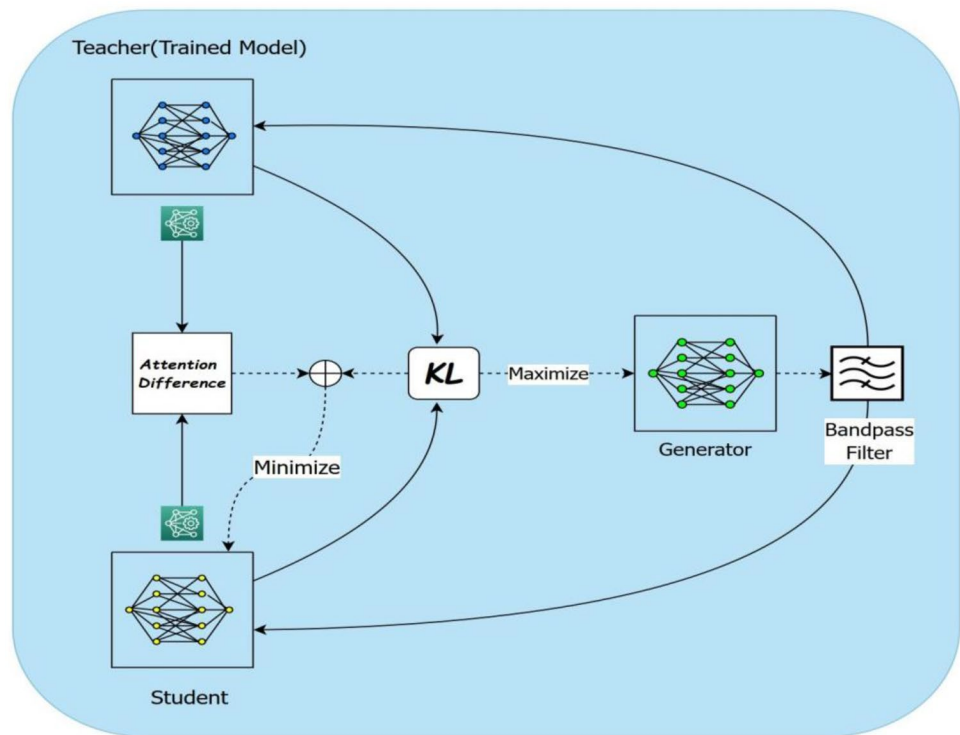 Teacher(Trained Model)
Attention
Difference
KL
Maximize
Minimize
Generator
Bandpass
Filter
Student